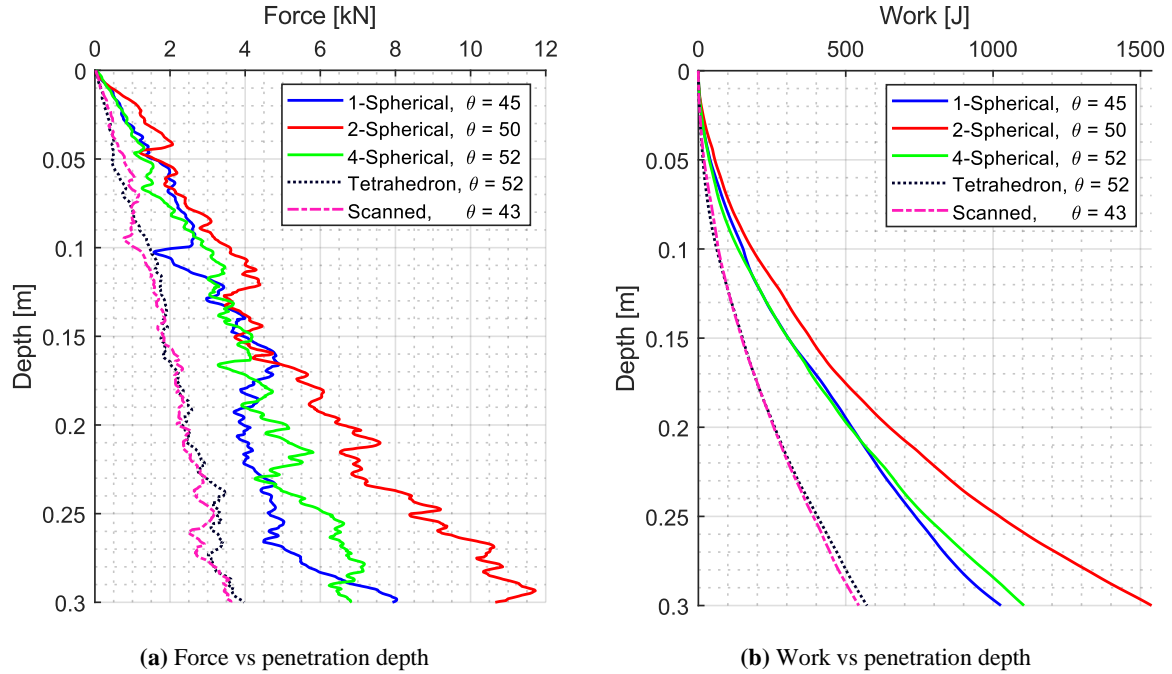 Force [kN]
0 2 4 6 8 10 12
0
0.05
0.1
0.15
0.2
0.25
0.3
Depth [m]
1-Spherical, θ = 45
2-Spherical, θ = 50
4-Spherical, θ = 52
Tetrahedron, θ = 52
Scanned, θ = 43
(a) Force vs penetration depth
Work [J]
0 500 1000 1500
0
0.05
0.1
0.15
0.2
0.25
0.3
Depth [m]
1-Spherical, θ = 45
2-Spherical, θ = 50
4-Spherical, θ = 52
Tetrahedron, θ = 52
Scanned, θ = 43
(b) Work vs penetration depth